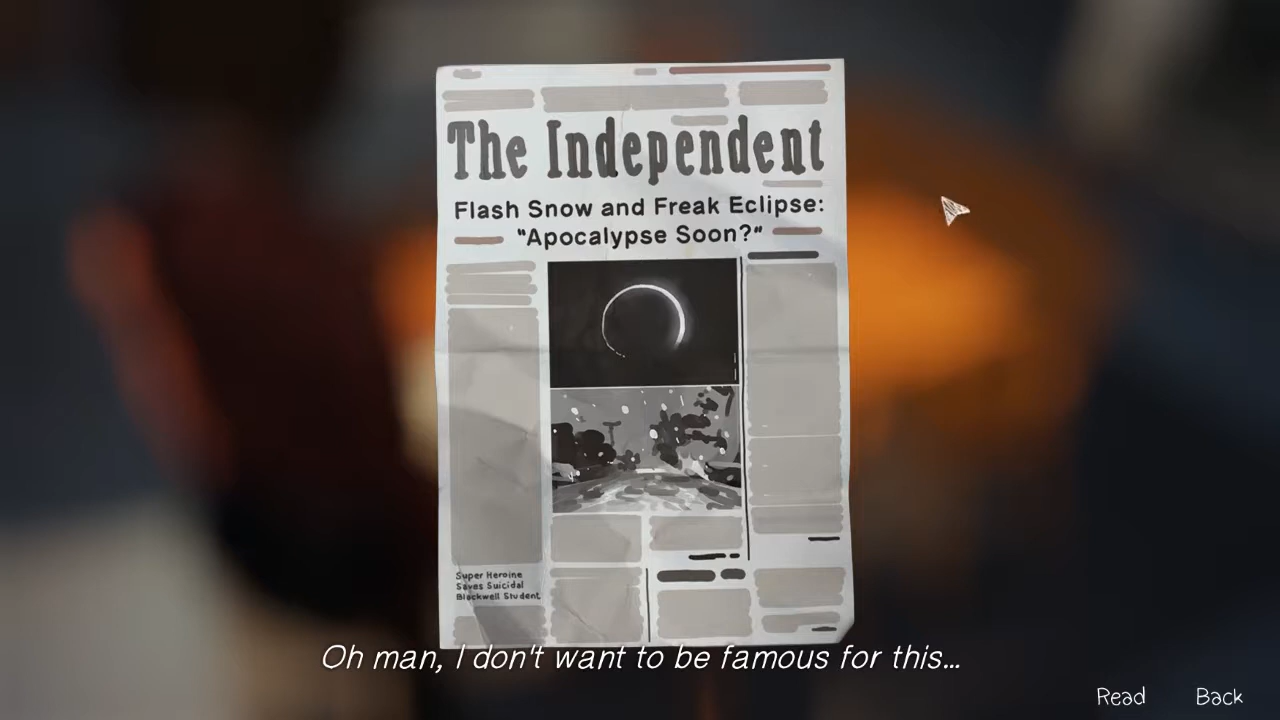 The Independent
Flash Snow and Freak Eclipse:
"Apocalypse Soon?"
Super Heroine
Saves Suicidal
Blackwell Student
Oh man, I don't want to be famous for this...
Read Back